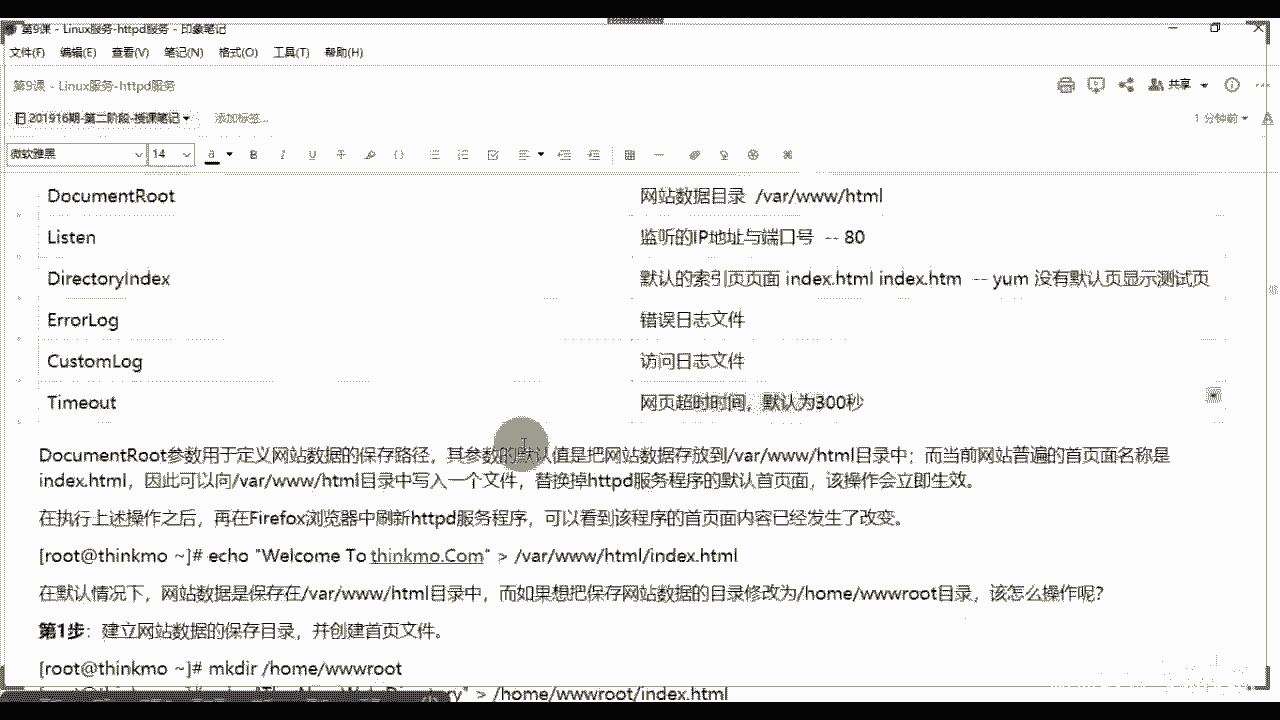 第9课 - Linux服务-httpd服务 - 印象笔记
文件(F) 编辑(E) 查看(V) 笔记(N) 格式(O) 工具(T) 帮助(H)
第9课 - Linux服务-httpd服务
共享
201916期-第二阶段-授课笔记 添加标签...
1 分钟前
微软雅黑 14
DocumentRoot 网站数据目录 /var/www/html
Listen 监听的IP地址与端口号 -- 80
DirectoryIndex 默认的索引页页面 index.html index.htm -- yum 没有默认页显示测试页
ErrorLog 错误日志文件
CustomLog 访问日志文件
Timeout 网页超时时间，默认为300秒
DocumentRoot参数用于定义网站数据的保存路径，其参数的默认值是把网站数据存放到/var/www/html目录中；而当前网站普遍的首页面名称是
index.html，因此可以向/var/www/html目录中写入一个文件，替换掉httpd服务程序的默认首页面，该操作会立即生效。
在执行上述操作之后，再在Firefox浏览器中刷新httpd服务程序，可以看到该程序的首页面内容已经发生了改变。
[root@thinkmo ~]# echo "Welcome To thinkmo.Com" > /var/www/html/index.html
在默认情况下，网站数据是保存在/var/www/html目录中，而如果想把保存网站数据的目录修改为/home/wwwroot目录，该怎么操作呢？
第1步：建立网站数据的保存目录，并创建首页文件。
[root@thinkmo ~]# mkdir /home/wwwroot
[root@thinkmo ~]# echo "The New Web Directory" > /home/wwwroot/index.html